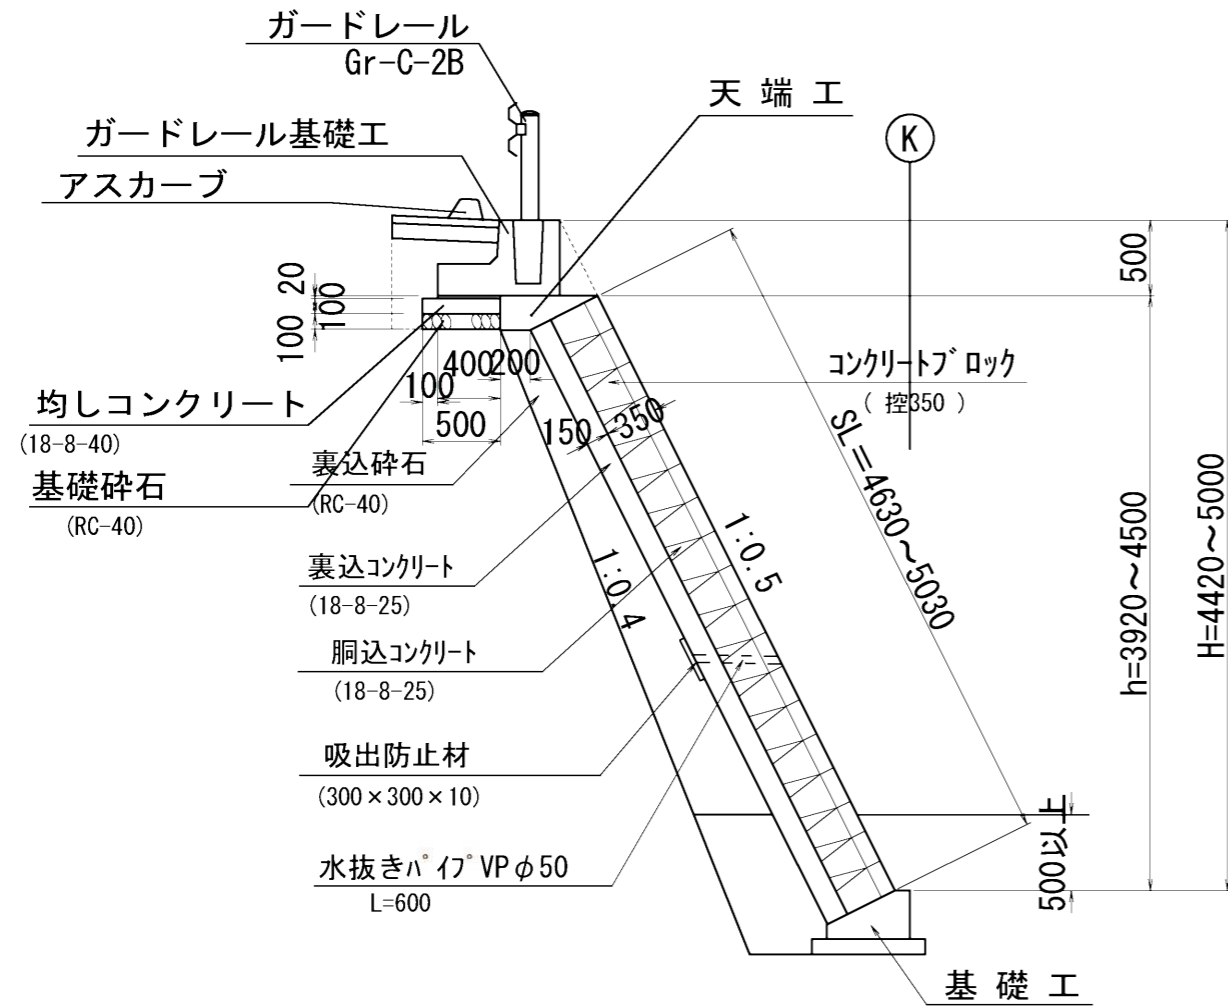 ガードレール
Gr-C-2B
天 端 工
ガードレール基礎工
K
アスカーブ
500
20
100
100
400
200
100
500
150
350
コンクリートブロック
( 控350 )
均しコンクリート
(18-8-40)
基礎砕石
(RC-40)
裏込砕石
(RC-40)
SL=4630~5030
1:0.5
1:0.4
h=3920~4500
H=4420~5000
裏込コンクリート
(18-8-25)
胴込コンクリート
(18-8-25)
吸出防止材
(300×300×10)
水抜きパイプVPφ50
L=600
500以上
基 礎 工